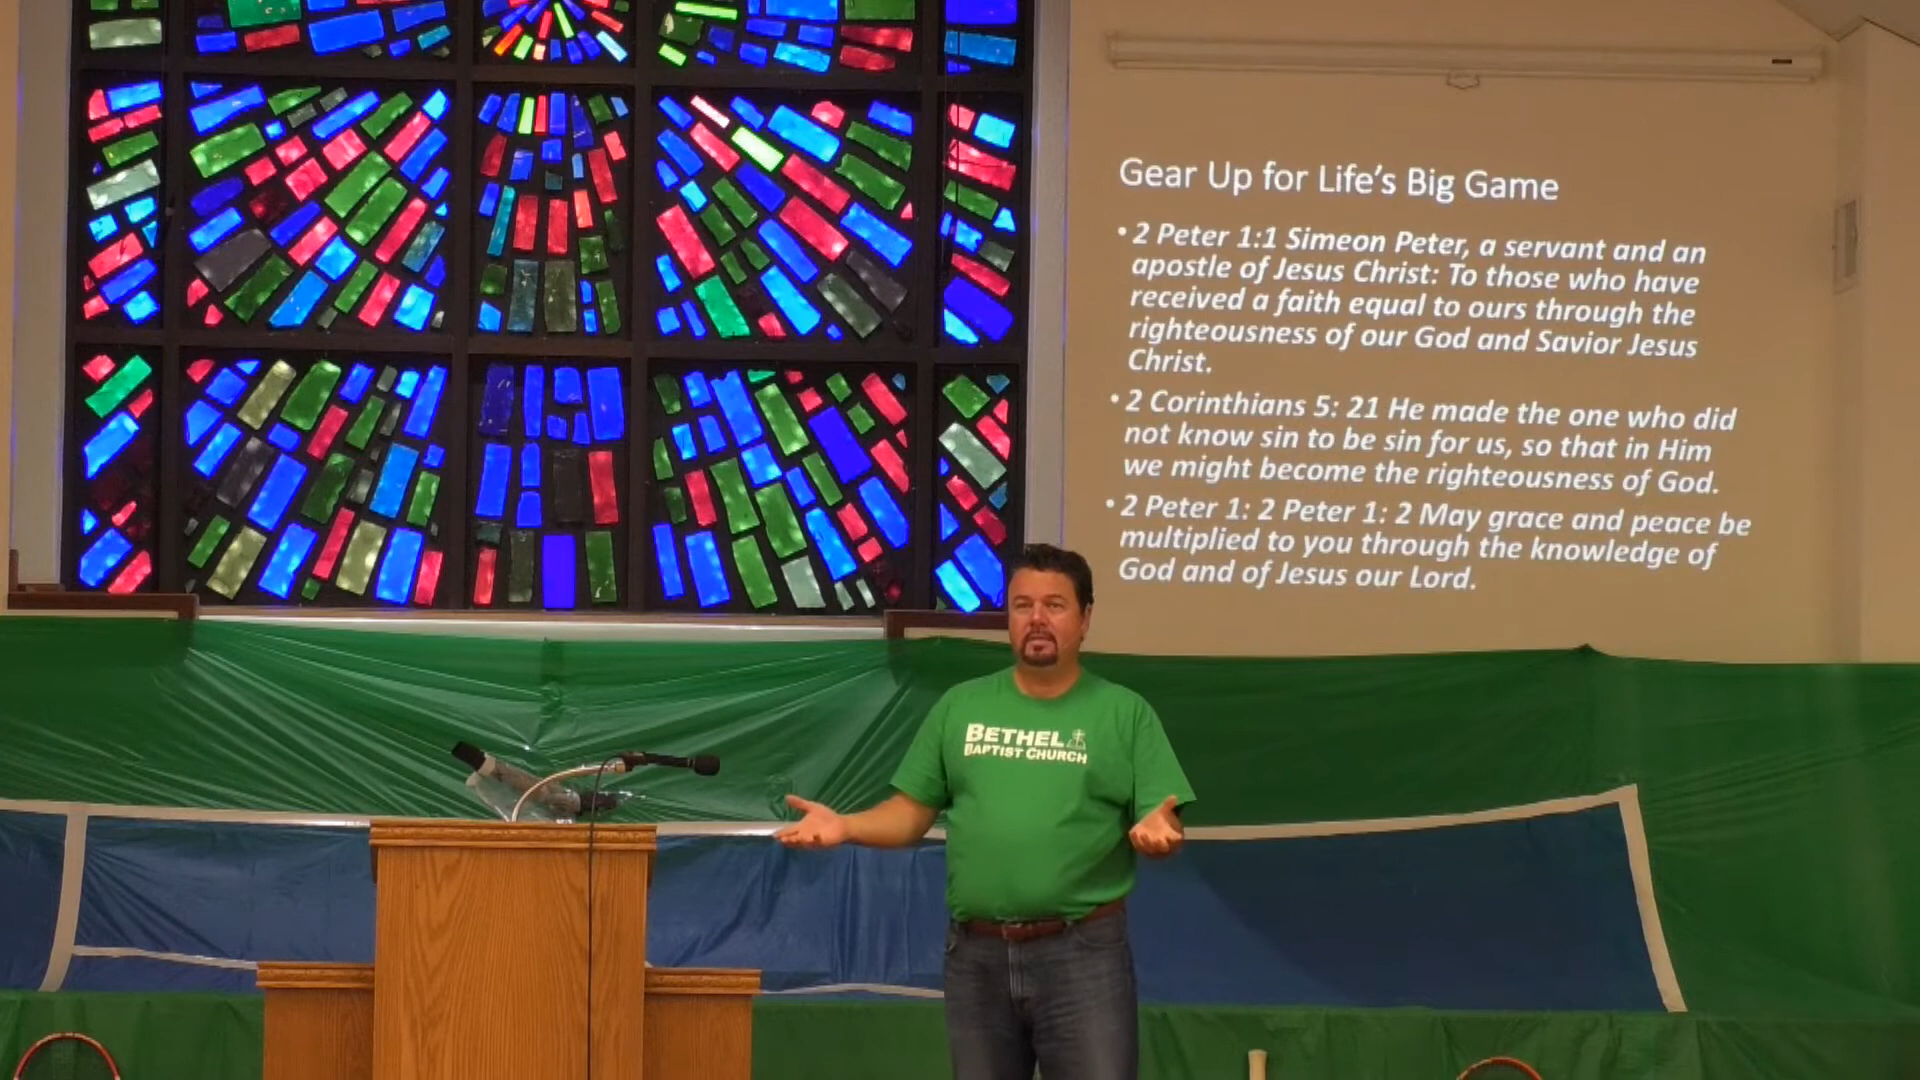 Gear Up for Life's Big Game
• 2 Peter 1:1 Simeon Peter, a servant and an
apostle of Jesus Christ: To those who have
received a faith equal to ours through the
righteousness of our God and Savior Jesus
Christ.
• 2 Corinthians 5: 21 He made the one who did
not know sin to be sin for us, so that in Him
we might become the righteousness of God.
• 2 Peter 1: 2 Peter 1: 2 May grace and peace be
multiplied to you through the knowledge of
God and of Jesus our Lord.
BETHEL
BAPTIST CHURCH